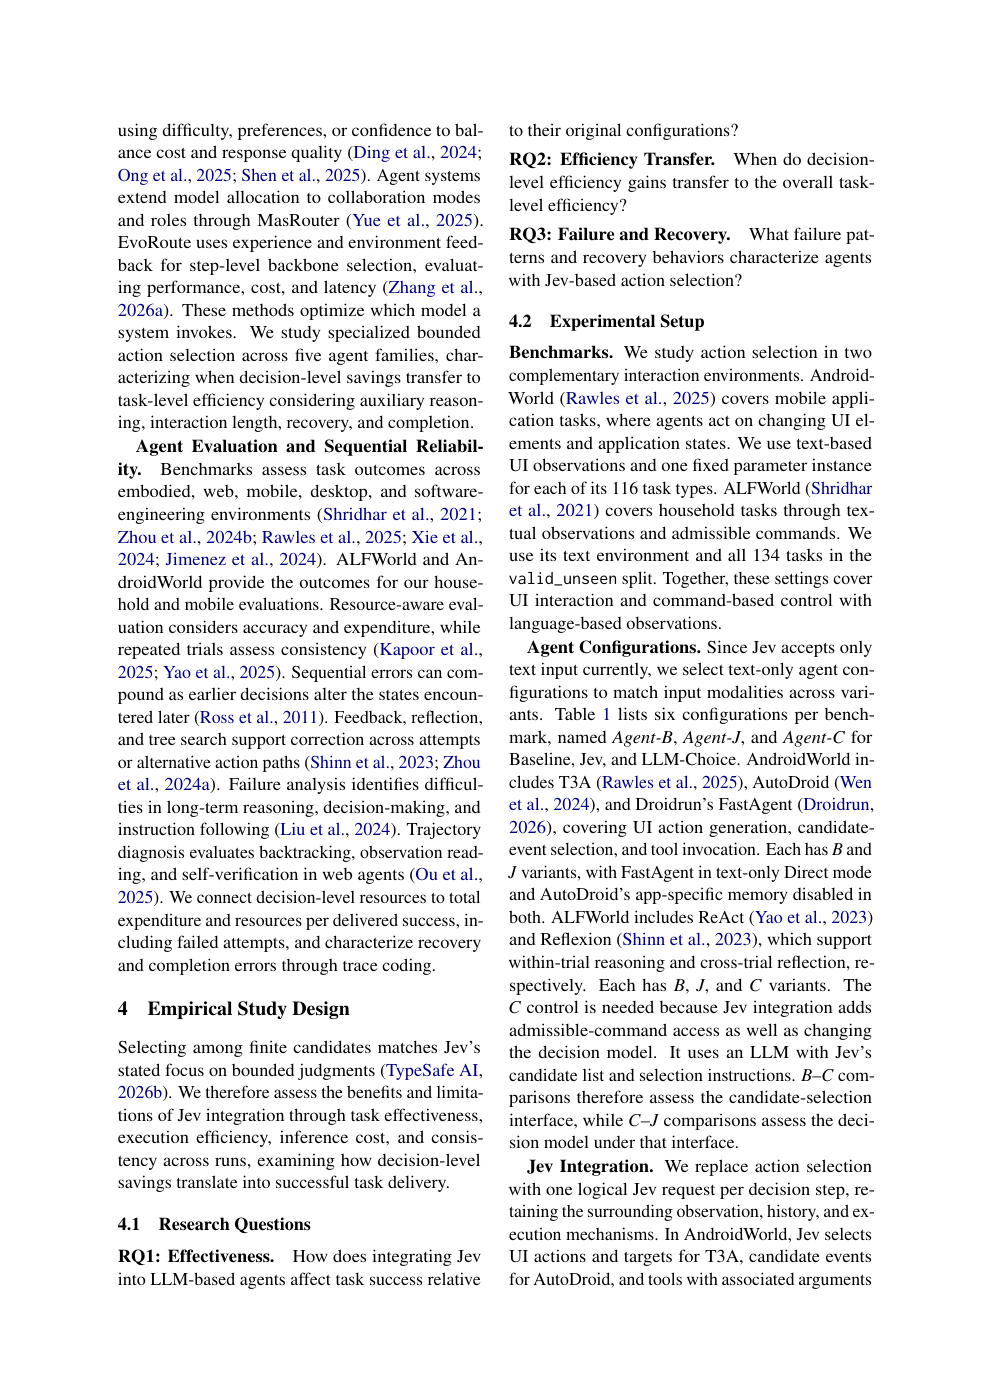 using difficulty, preferences, or confidence to bal-
ance cost and response quality (Ding et al., 2024;
Ong et al., 2025; Shen et al., 2025). Agent systems
extend model allocation to collaboration modes
and roles through MasRouter (Yue et al., 2025).
EvoRoute uses experience and environment feed-
back for step-level backbone selection, evaluat-
ing performance, cost, and latency (Zhang et al.,
2026a). These methods optimize which model a
system invokes. We study specialized bounded
action selection across five agent families, char-
acterizing when decision-level savings transfer to
task-level efficiency considering auxiliary reason-
ing, interaction length, recovery, and completion.
Agent Evaluation and Sequential Reliabil-
ity. Benchmarks assess task outcomes across
embodied, web, mobile, desktop, and software-
engineering environments (Shridhar et al., 2021;
Zhou et al., 2024b; Rawles et al., 2025; Xie et al.,
2024; Jimenez et al., 2024). ALFWorld and An-
droidWorld provide the outcomes for our house-
hold and mobile evaluations. Resource-aware eval-
uation considers accuracy and expenditure, while
repeated trials assess consistency (Kapoor et al.,
2025; Yao et al., 2025). Sequential errors can com-
pound as earlier decisions alter the states encoun-
tered later (Ross et al., 2011). Feedback, reflection,
and tree search support correction across attempts
or alternative action paths (Shinn et al., 2023; Zhou
et al., 2024a). Failure analysis identifies difficul-
ties in long-term reasoning, decision-making, and
instruction following (Liu et al., 2024). Trajectory
diagnosis evaluates backtracking, observation read-
ing, and self-verification in web agents (Ou et al.,
2025). We connect decision-level resources to total
expenditure and resources per delivered success, in-
cluding failed attempts, and characterize recovery
and completion errors through trace coding.
4 Empirical Study Design
Selecting among finite candidates matches Jev's
stated focus on bounded judgments (TypeSafe AI,
2026b). We therefore assess the benefits and limita-
tions of Jev integration through task effectiveness,
execution efficiency, inference cost, and consis-
tency across runs, examining how decision-level
savings translate into successful task delivery.
4.1 Research Questions
RQ1: Effectiveness. How does integrating Jev
into LLM-based agents affect task success relative
to their original configurations?
RQ2: Efficiency Transfer. When do decision-
level efficiency gains transfer to the overall task-
level efficiency?
RQ3: Failure and Recovery. What failure pat-
terns and recovery behaviors characterize agents
with Jev-based action selection?
4.2 Experimental Setup
Benchmarks. We study action selection in two
complementary interaction environments. Android-
World (Rawles et al., 2025) covers mobile appli-
cation tasks, where agents act on changing UI el-
ements and application states. We use text-based
UI observations and one fixed parameter instance
for each of its 116 task types. ALFWorld (Shridhar
et al., 2021) covers household tasks through tex-
tual observations and admissible commands. We
use its text environment and all 134 tasks in the
valid_unseen split. Together, these settings cover
UI interaction and command-based control with
language-based observations.
Agent Configurations. Since Jev accepts only
text input currently, we select text-only agent con-
figurations to match input modalities across vari-
ants. Table 1 lists six configurations per bench-
mark, named Agent-B, Agent-J, and Agent-C for
Baseline, Jev, and LLM-Choice. AndroidWorld in-
cludes T3A (Rawles et al., 2025), AutoDroid (Wen
et al., 2024), and Droidrun's FastAgent (Droidrun,
2026), covering UI action generation, candidate-
event selection, and tool invocation. Each has B and
J variants, with FastAgent in text-only Direct mode
and AutoDroid's app-specific memory disabled in
both. ALFWorld includes ReAct (Yao et al., 2023)
and Reflexion (Shinn et al., 2023), which support
within-trial reasoning and cross-trial reflection, re-
spectively. Each has B, J, and C variants. The
C control is needed because Jev integration adds
admissible-command access as well as changing
the decision model. It uses an LLM with Jev's
candidate list and selection instructions. B–C com-
parisons therefore assess the candidate-selection
interface, while C–J comparisons assess the deci-
sion model under that interface.
Jev Integration. We replace action selection
with one logical Jev request per decision step, re-
taining the surrounding observation, history, and ex-
ecution mechanisms. In AndroidWorld, Jev selects
UI actions and targets for T3A, candidate events
for AutoDroid, and tools with associated arguments